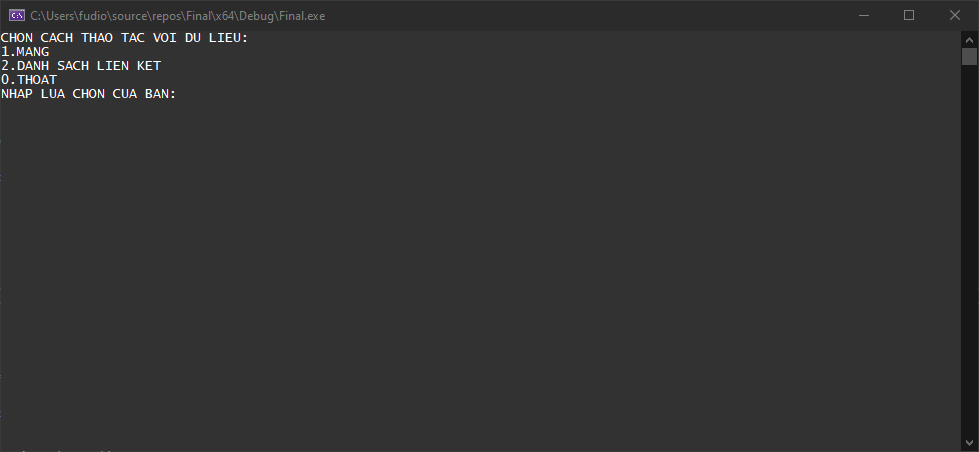 C:\Users\fudio\source\repos\Final\x64\Debug\Final.exe
CHON CACH THAO TAC VOI DU LIEU:
1.MANG
2.DANH SACH LIEN KET
0.THOAT
NHAP LUA CHON CUA BAN: